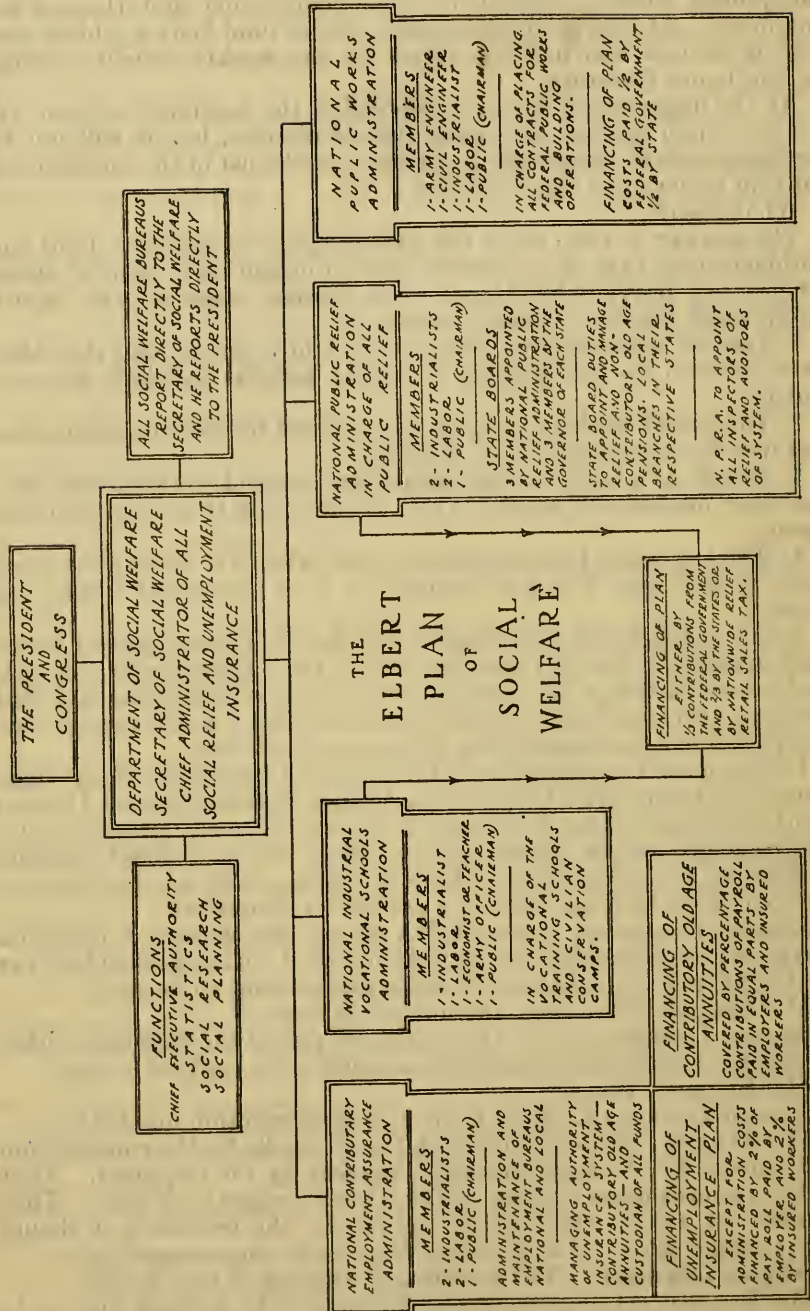 THE PRESIDENT
AND
CONGRESS
FUNCTIONS
CHIEF EXECUTIVE AUTHORITY
STATISTICS
SOCIAL RESEARCH
SOCIAL PLANNING
DEPARTMENT OF SOCIAL WELFARE
SECRETARY OF SOCIAL WELFARE
CHIEF ADMINISTRATOR OF ALL
SOCIAL RELIEF AND UNEMPLOYMENT
INSURANCE
ALL SOCIAL WELFARE BUREAUS
REPORT DIRECTLY TO THE
SECRETARY OF SOCIAL WELFARE
AND HE REPORTS DIRECTLY
TO THE PRESIDENT
NATIONAL CONTRIBUTARY
EMPLOYMENT ASSURANCE
ADMINISTRATION
MEMBERS
2 - INDUSTRIALISTS
2 - LABOR
1 - PUBLIC (CHAIRMAN)
ADMINISTRATION AND
MAINTENANCE OF
EMPLOYMENT BUREAUS
NATIONAL AND LOCAL
MANAGING AUTHORITY
OF UNEMPLOYMENT
INSURANCE SYSTEM —
CONTRIBUTORY OLD AGE
ANNUITIES — AND
CUSTODIAN OF ALL FUNDS
FINANCING OF
UNEMPLOYMENT
INSURANCE PLAN
EXCEPT FOR
ADMINISTRATION COSTS
FINANCED BY 2% OF
PAY ROLL PAID BY
EMPLOYER AND 2%
BY INSURED WORKERS
FINANCING OF
CONTRIBUTORY OLD AGE
ANNUITIES
COVERED BY PERCENTAGE
CONTRIBUTIONS OF PAYROLL
PAID IN EQUAL PARTS BY
EMPLOYERS AND INSURED
WORKERS
NATIONAL INDUSTRIAL
VOCATIONAL SCHOOLS
ADMINISTRATION
MEMBERS
1 - INDUSTRIALIST
1 - LABOR
1 - ECONOMIST OR TEACHER
1 - ARMY OFFICER
1 - PUBLIC (CHAIRMAN)
IN CHARGE OF THE
VOCATIONAL
TRAINING SCHOOLS
AND CIVILIAN
CONSERVATION
CAMPS.
THE
ELBERT
PLAN
OF
SOCIAL
WELFARE
FINANCING OF PLAN
EITHER BY
1/3 CONTRIBUTIONS FROM
THE FEDERAL GOVERNMENT
AND 2/3 BY THE STATES OR
BY NATIONWIDE RELIEF
RETAIL SALES TAX.
NATIONAL PUBLIC RELIEF
ADMINISTRATION
IN CHARGE OF ALL
PUBLIC RELIEF
MEMBERS
2 - INDUSTRIALISTS
2 - LABOR
1 - PUBLIC (CHAIRMAN)
STATE BOARDS
3 MEMBERS APPOINTED
BY NATIONAL PUBLIC
RELIEF ADMINISTRATION
AND 3 MEMBERS BY THE
GOVERNOR OF EACH STATE
STATE BOARD DUTIES
TO APPOINT AND MANAGE
RELIEF AND NON-
CONTRIBUTORY OLD AGE
PENSIONS. LOCAL
BRANCHES IN THEIR
RESPECTIVE STATES
N. P. R. A. TO APPOINT
ALL INSPECTORS OF
RELIEF AND AUDITORS
OF SYSTEM.
NATIONAL
PUPLIC WORKS
ADMINISTRATION
MEMBERS
1 - ARMY ENGINEER
1 - CIVIL ENGINEER
1 - INDUSTRIALIST
1 - LABOR
1 - PUBLIC (CHAIRMAN)
IN CHARGE OF PLACING
ALL CONTRACTS FOR
FEDERAL PUBLIC WORKS
AND BUILDING
OPERATIONS.
FINANCING OF PLAN
COSTS PAID 1/2 BY
FEDERAL GOVERNMENT
1/2 BY STATE